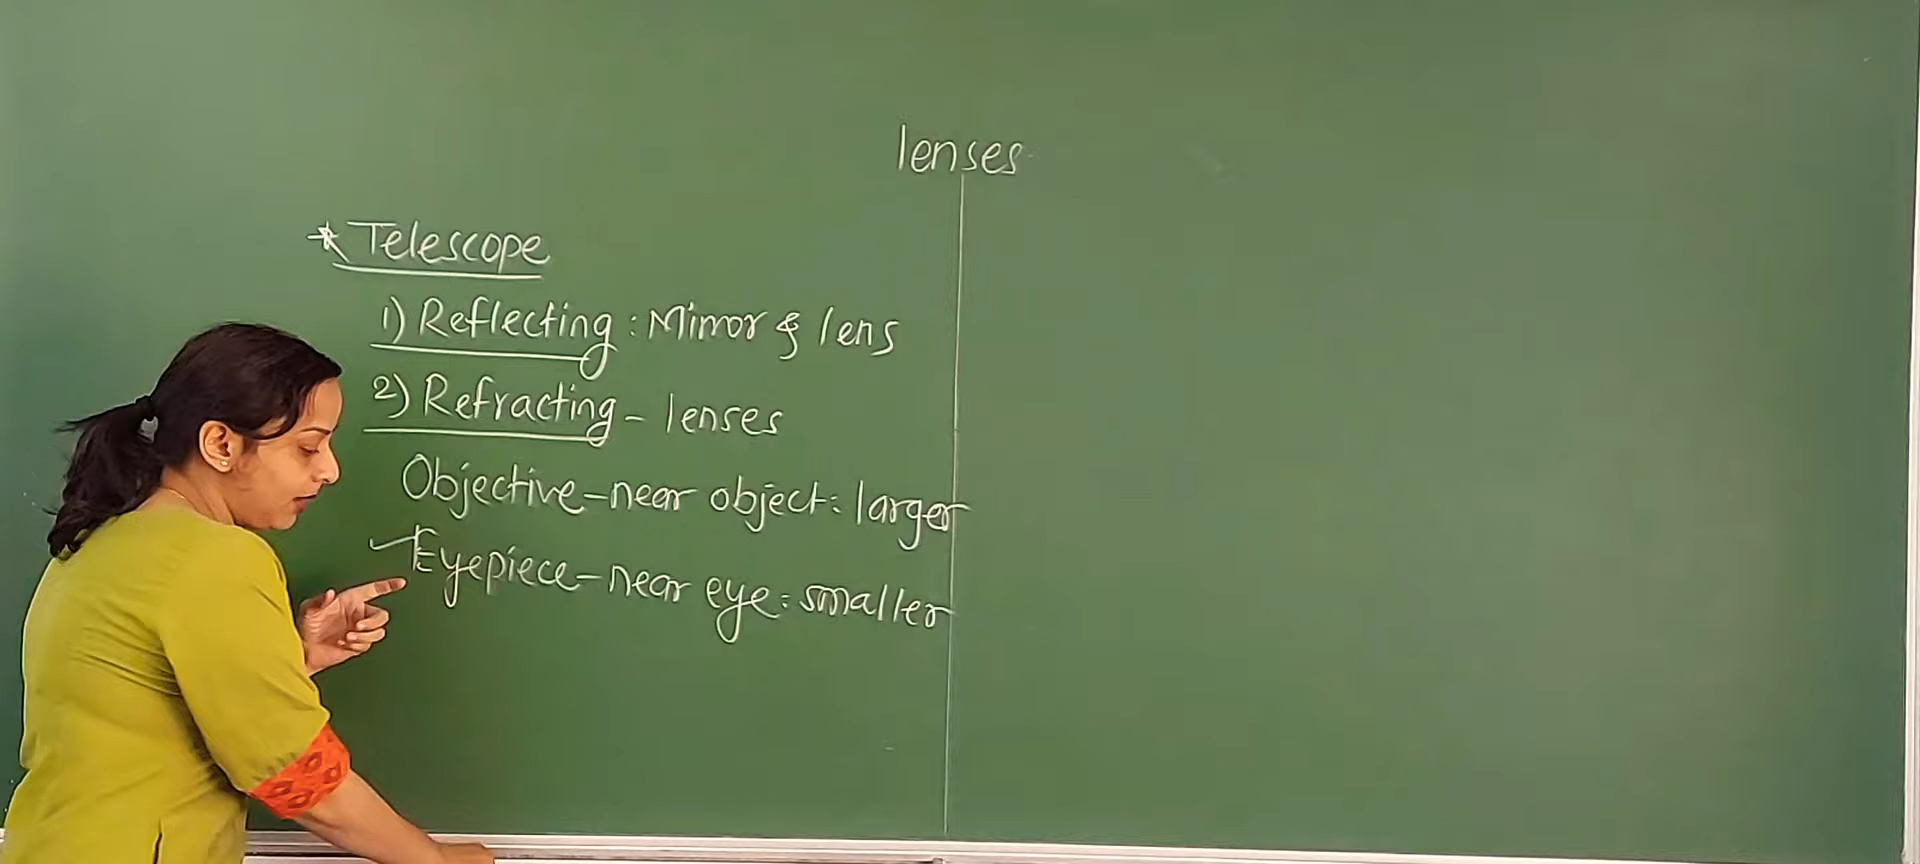 lenses
* Telescope
1) Reflecting : Mirror & lens
2) Refracting - lenses
Objective - near object : larger
✓ Eyepiece - near eye : smaller